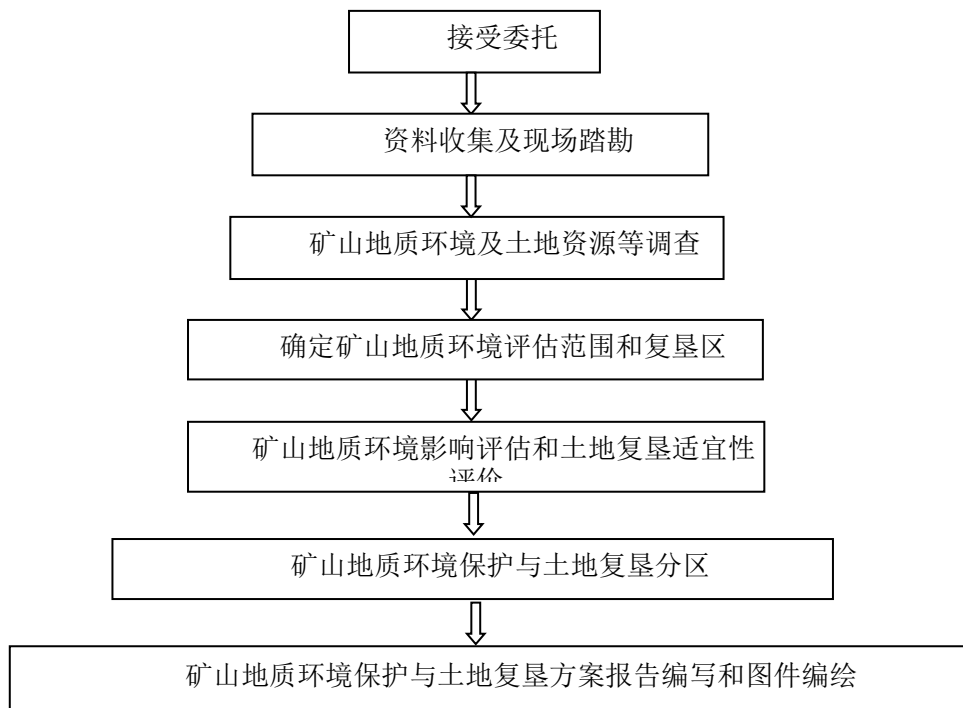 接受委托
资料收集及现场踏勘
矿山地质环境及土地资源等调查
确定矿山地质环境评估范围和复垦区
矿山地质环境影响评估和土地复垦适宜性
评价
矿山地质环境保护与土地复垦分区
矿山地质环境保护与土地复垦方案报告编写和图件编绘